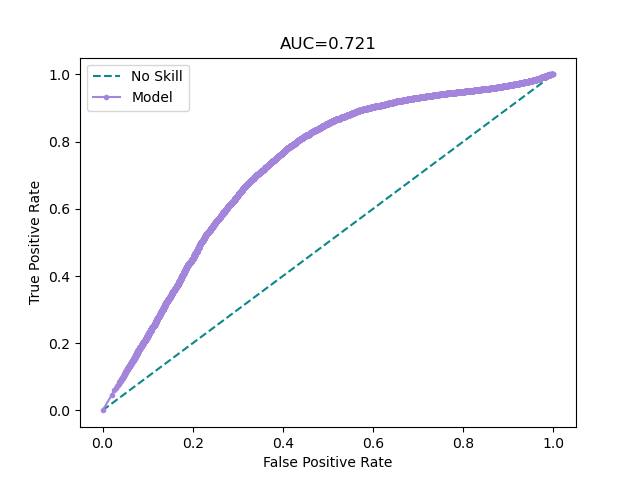 AUC=0.721
No Skill
Model
True Positive Rate
1.0
0.8
0.6
0.4
0.2
0.0
0.0 0.2 0.4 0.6 0.8 1.0
False Positive Rate